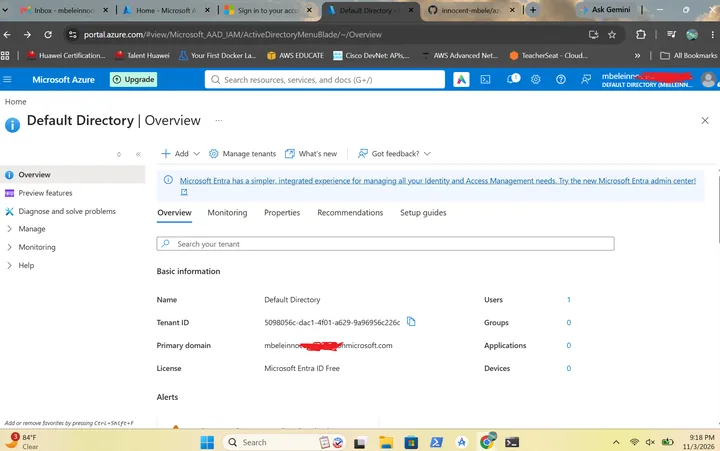 Inbox - mbeleinnoc
Home - Microsoft A
Sign in to your acco
Default Directory -
innocent-mbele/az
Ask Gemini
portal.azure.com/#view/Microsoft_AAD_IAM/ActiveDirectoryMenuBlade/~/Overview
Huawei Certification...
Talent Huawei
Your First Docker La...
AWS EDUCATE
Cisco DevNet: APIs,...
AWS Advanced Net...
TeacherSeat - Cloud...
All Bookmarks
Microsoft Azure
Upgrade
Search resources, services, and docs (G+/)
1
mbeleinno
DEFAULT DIRECTORY (MBELEINN...
Home
Default Directory | Overview
Add
Manage tenants
What's new
Got feedback?
Overview
Preview features
Diagnose and solve problems
Manage
Monitoring
Help
Microsoft Entra has a simpler, integrated experience for managing all your Identity and Access Management needs. Try the new Microsoft Entra admin center!
Overview
Monitoring
Properties
Recommendations
Setup guides
Search your tenant
Basic information
Name
Default Directory
Users
1
Tenant ID
5098056c-dac1-4f01-a629-9a96956c226c
Groups
0
Primary domain
mbeleinno
nmicrosoft.com
Applications
0
License
Microsoft Entra ID Free
Devices
0
Alerts
Add or remove favorites by pressing Ctrl+Shift+F
3
84°F
Clear
Search
9:18 PM
11/3/2026